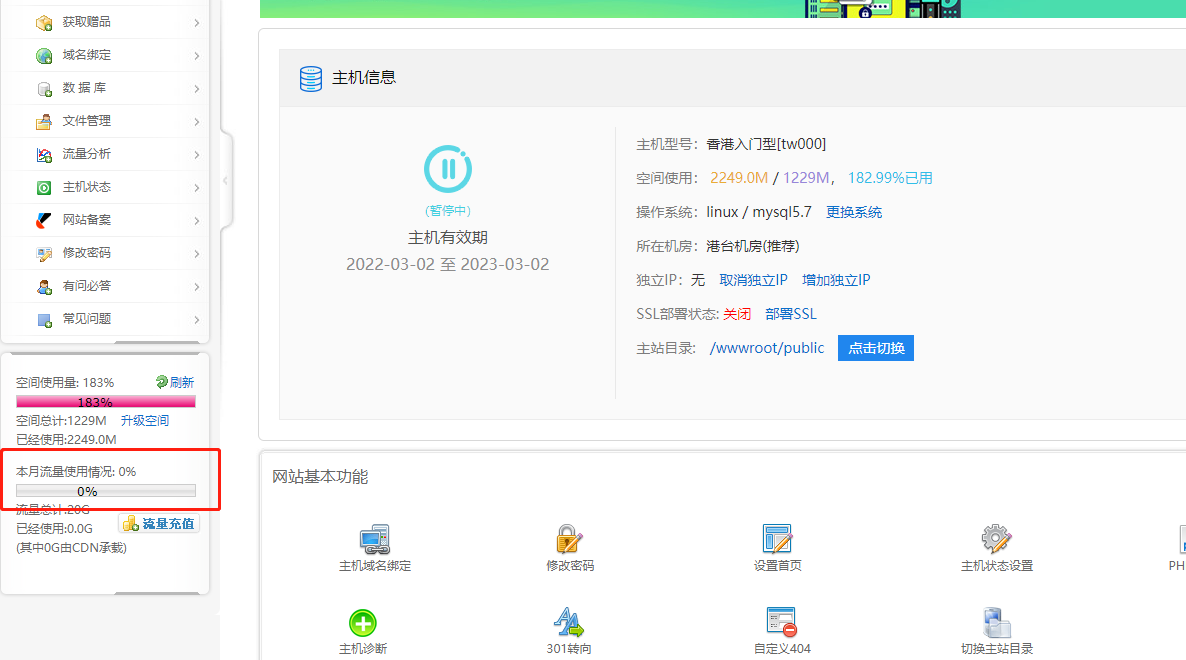 获取赠品
域名绑定
数 据 库
文件管理
流量分析
主机状态
网站备案
修改密码
有问必答
常见问题
空间使用量: 183% 刷新
183%
空间总计:1229M 升级空间
已经使用:2249.0M
本月流量使用情况: 0%
0%
流量总计:20G
已经使用:0.0G 流量充值
(其中0G由CDN承载)
主机信息
(暂停中)
主机有效期
2022-03-02 至 2023-03-02
主机型号: 香港入门型[tw000]
空间使用: 2249.0M / 1229M， 182.99%已用
操作系统: linux / mysql5.7 更换系统
所在机房: 港台机房(推荐)
独立IP: 无 取消独立IP 增加独立IP
SSL部署状态: 关闭 部署SSL
主站目录: /wwwroot/public 点击切换
网站基本功能
主机域名绑定 修改密码 设置首页 主机状态设置 PH
主机诊断 301转向 自定义404 切换主站目录